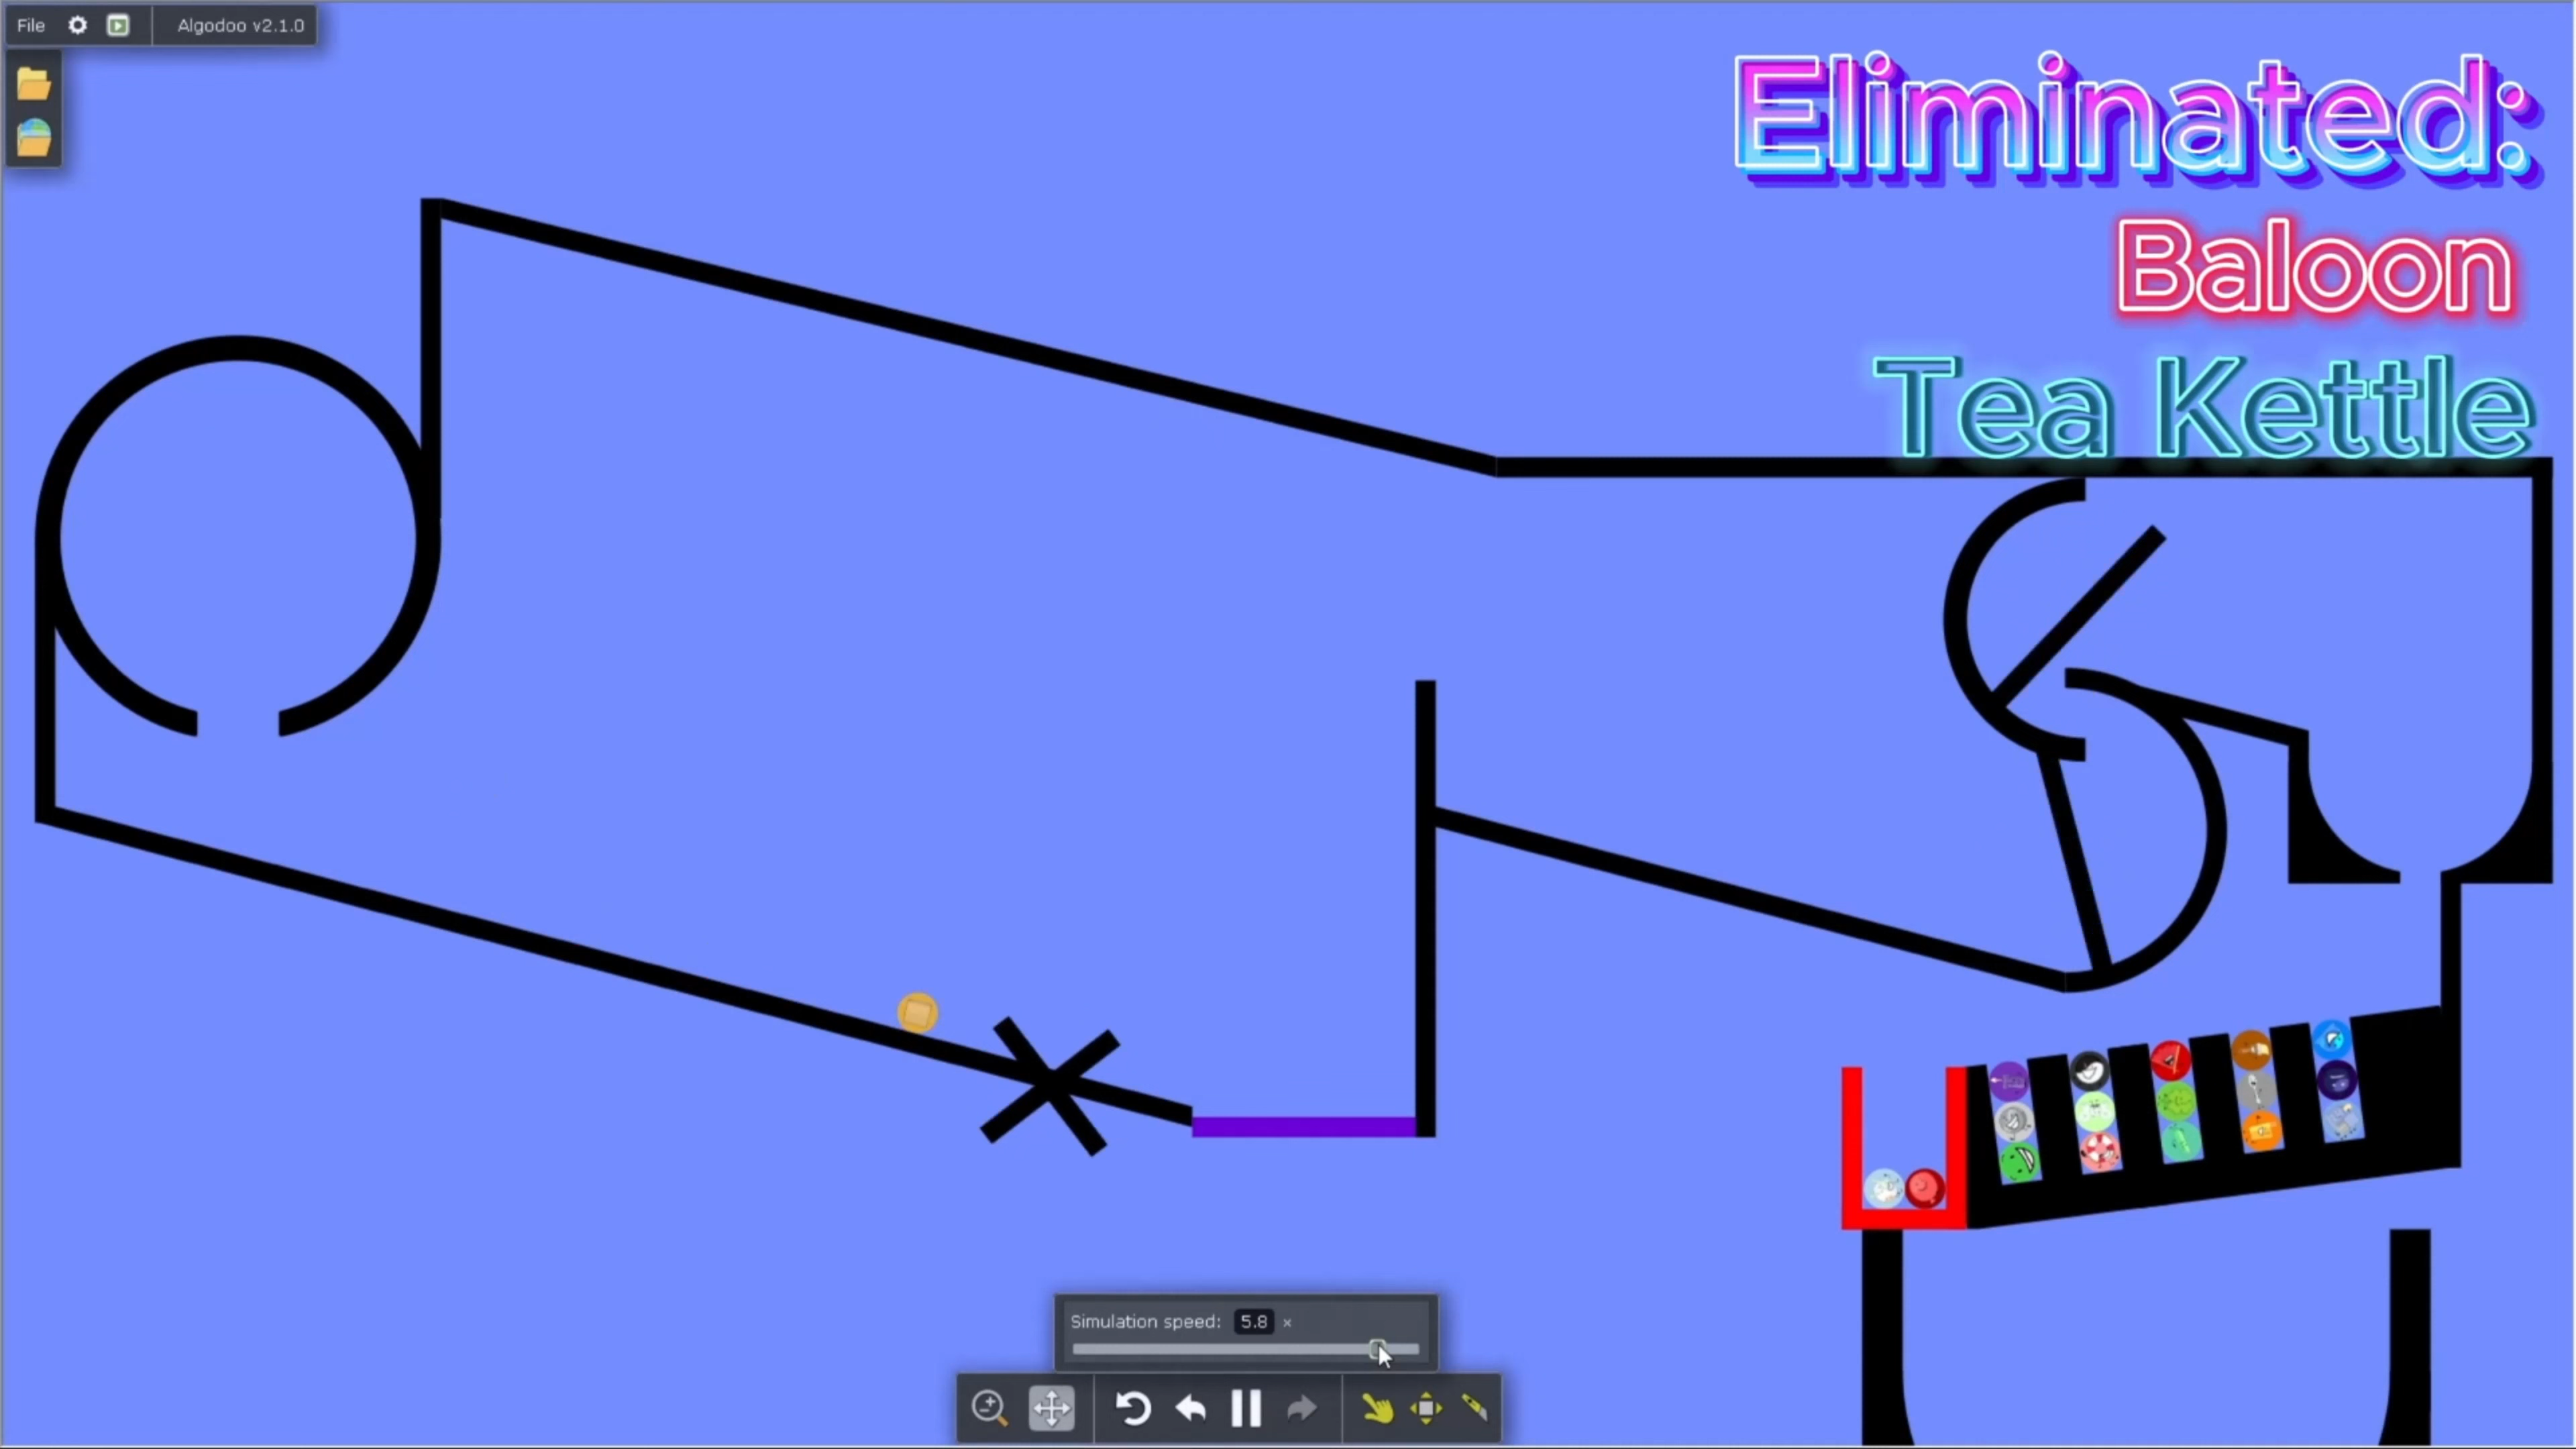 File
Algodoo v2.1.0
Eliminated:
Baloon
Tea Kettle
Simulation speed: 5.8 ×